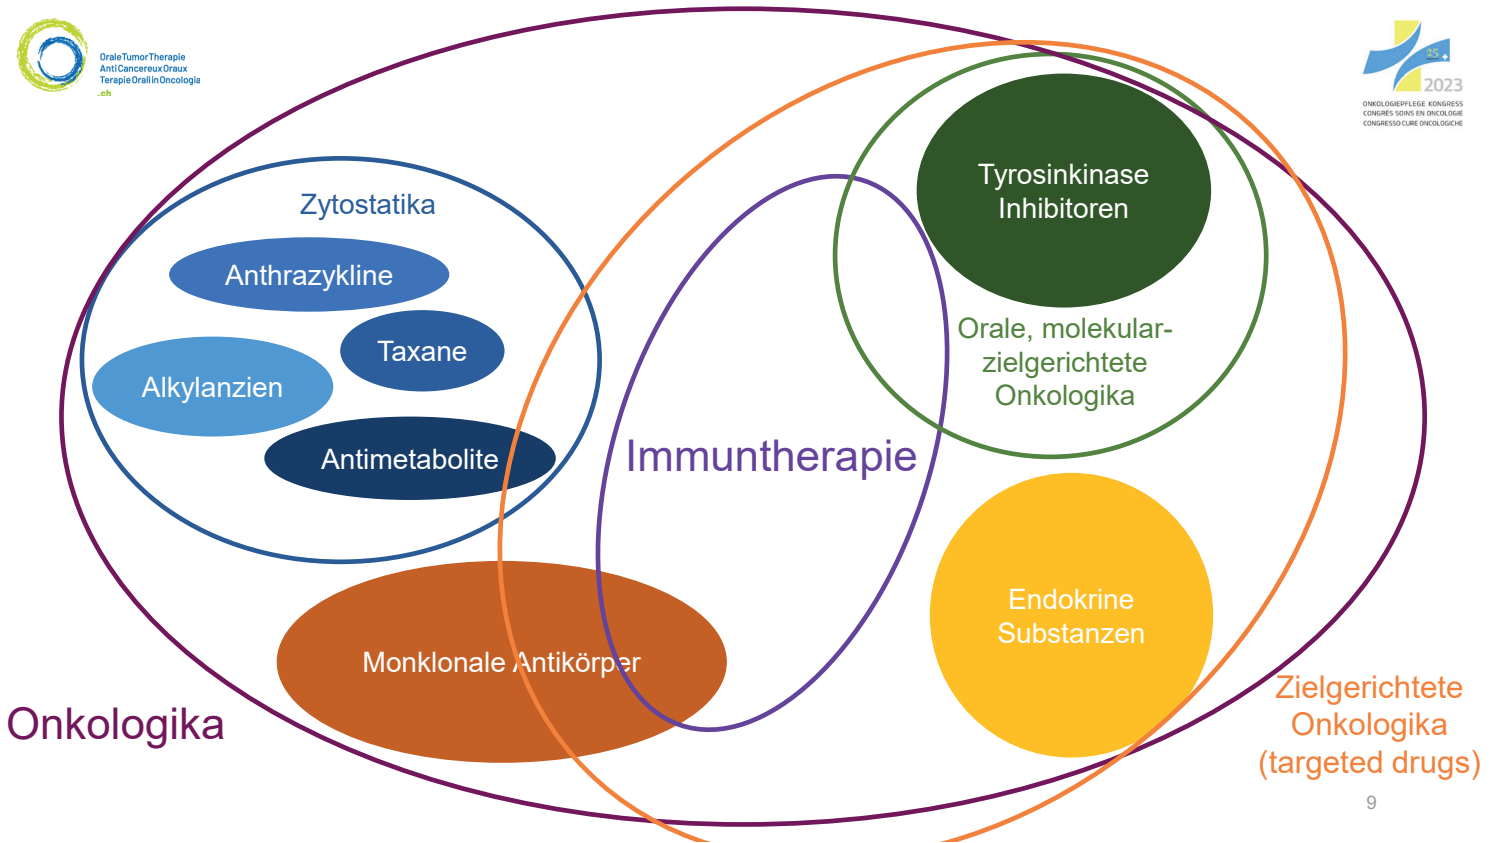 OraleTumorTherapie
AntiCancereuxOraux
TerapieOraliinOncologia
.ch
25
2023
ONKOLOGIEPFLEGE KONGRESS
CONGRÈS SOINS EN ONCOLOGIE
CONGRESSO CURE ONCOLOGICHE
Zytostatika
Anthrazykline
Taxane
Alkylanzien
Antimetabolite
Immuntherapie
Tyrosinkinase
Inhibitoren
Orale, molekular-
zielgerichtete
Onkologika
Endokrine
Substanzen
Monklonale Antikörper
Onkologika
Zielgerichtete
Onkologika
(targeted drugs)
9